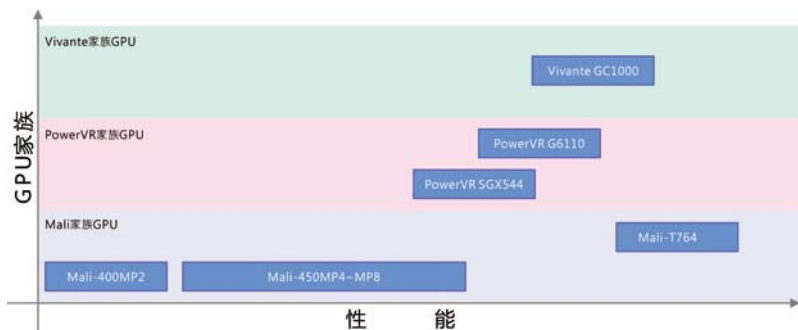 Vivante家族GPU
Vivante GC1000
PowerVR家族GPU
PowerVR G6110
PowerVR SGX544
Mali家族GPU
Mali-T764
Mali-400MP2
Mali-450MP4~MP8
GPU家族
性 能